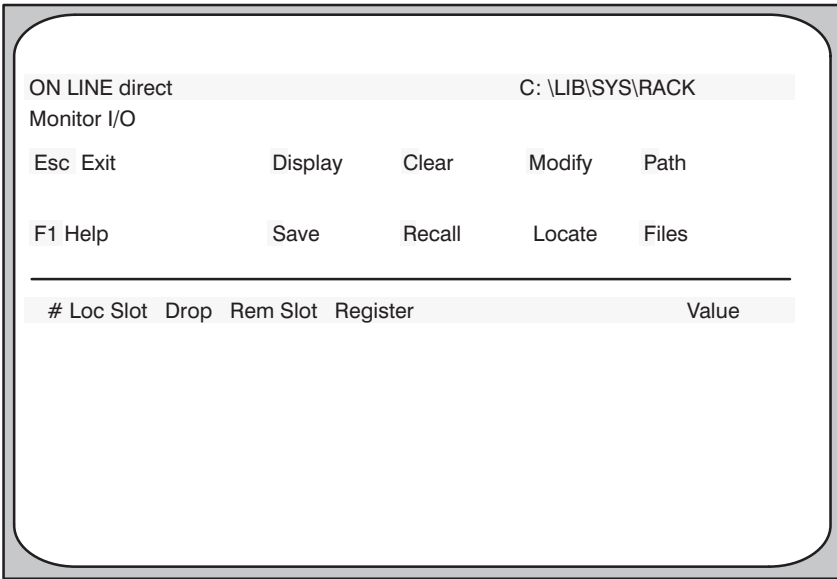 ON LINE direct C: \LIB\SYS\RACK
Monitor I/O
Esc Exit Display Clear Modify Path
F1 Help Save Recall Locate Files
# Loc Slot Drop Rem Slot Register Value